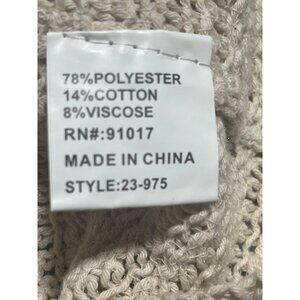 78%POLYESTER
14%COTTON
8%VISCOSE
RN#:91017
MADE IN CHINA
STYLE:23-975